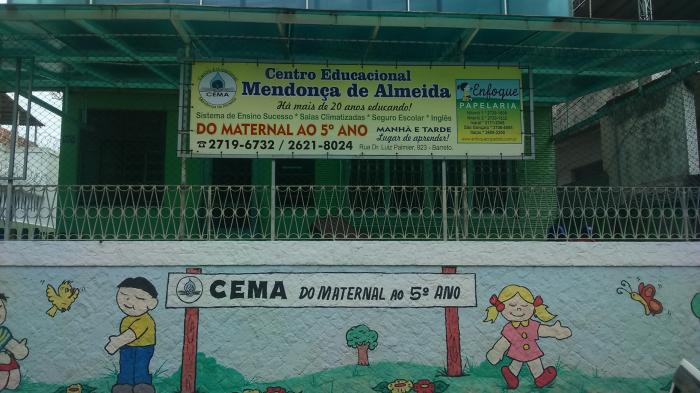 Centro Educacional
Mendonça de Almeida
CEMA
Há mais de 20 anos educando!
Sistema de Ensino Sucesso * Salas Climatizadas * Seguro Escolar * Inglês
DO MATERNAL AO 5º ANO
MANHÃ E TARDE
Lugar de aprender!
2719-6732 / 2621-8024
Rua Dr. Luiz Palmier, 823 - Barreto.
Enfoque
PAPELARIA
CEMA DO MATERNAL AO 5º ANO